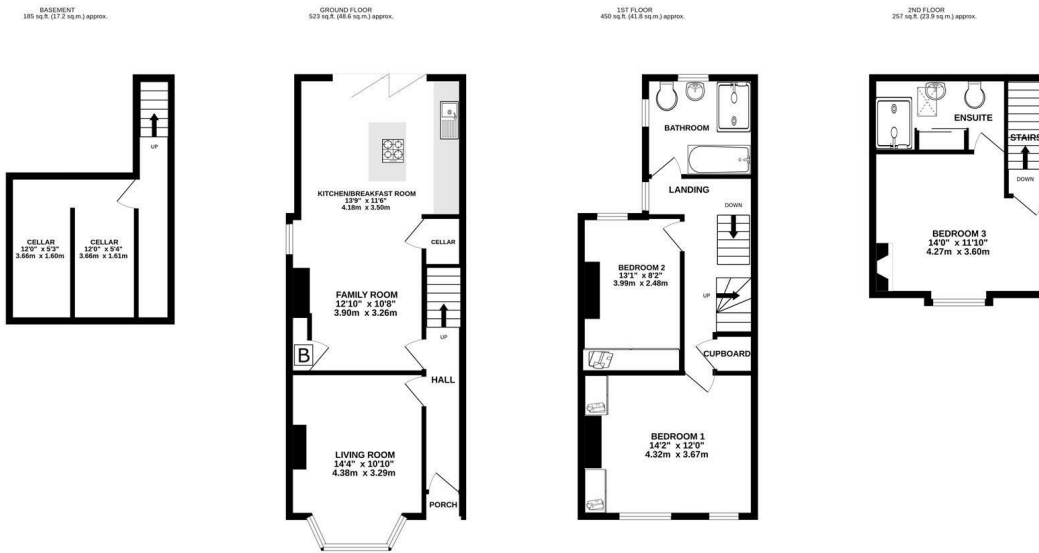 BASEMENT
185 sq.ft. (17.2 sq.m.) approx.
UP
CELLAR
12'0" x 5'3"
3.66m x 1.60m
CELLAR
12'0" x 5'4"
3.66m x 1.61m
GROUND FLOOR
523 sq.ft. (48.6 sq.m.) approx.
KITCHEN/BREAKFAST ROOM
13'9" x 11'6"
4.18m x 3.50m
CELLAR
FAMILY ROOM
12'10" x 10'8"
3.90m x 3.26m
UP
B
HALL
LIVING ROOM
14'4" x 10'10"
4.38m x 3.29m
PORCH
1ST FLOOR
450 sq.ft. (41.8 sq.m.) approx.
BATHROOM
LANDING
DOWN
BEDROOM 2
13'1" x 8'2"
3.99m x 2.48m
UP
CUPBOARD
BEDROOM 1
14'2" x 12'0"
4.32m x 3.67m
2ND FLOOR
257 sq.ft. (23.9 sq.m.) approx.
ENSUITE
STAIRS
DOWN
BEDROOM 3
14'0" x 11'10"
4.27m x 3.60m